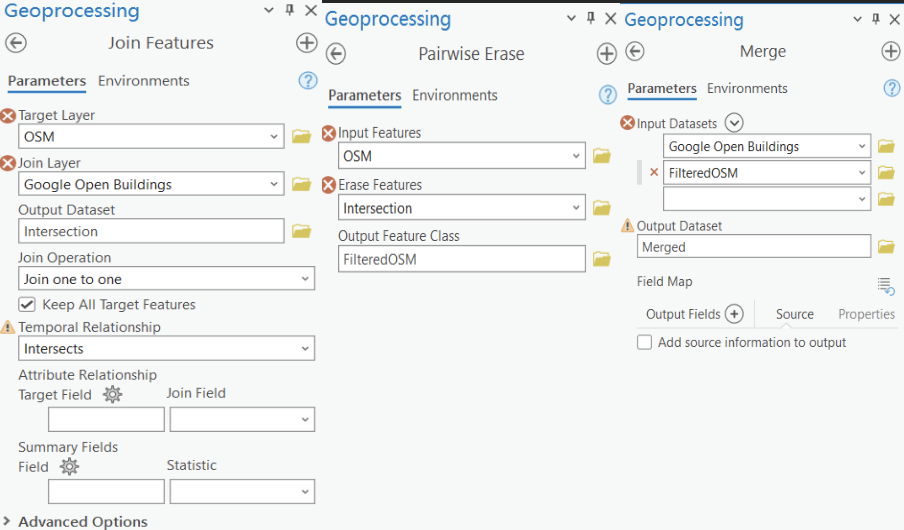 Geoprocessing
Join Features
Parameters Environments
Target Layer
OSM
Join Layer
Google Open Buildings
Output Dataset
Intersection
Join Operation
Join one to one
Keep All Target Features
Temporal Relationship
Intersects
Attribute Relationship
Target Field Join Field
Summary Fields
Field Statistic
Advanced Options
Geoprocessing
Pairwise Erase
Parameters Environments
Input Features
OSM
Erase Features
Intersection
Output Feature Class
FilteredOSM
Geoprocessing
Merge
Parameters Environments
Input Datasets
Google Open Buildings
FilteredOSM
Output Dataset
Merged
Field Map
Output Fields Source Properties
Add source information to output